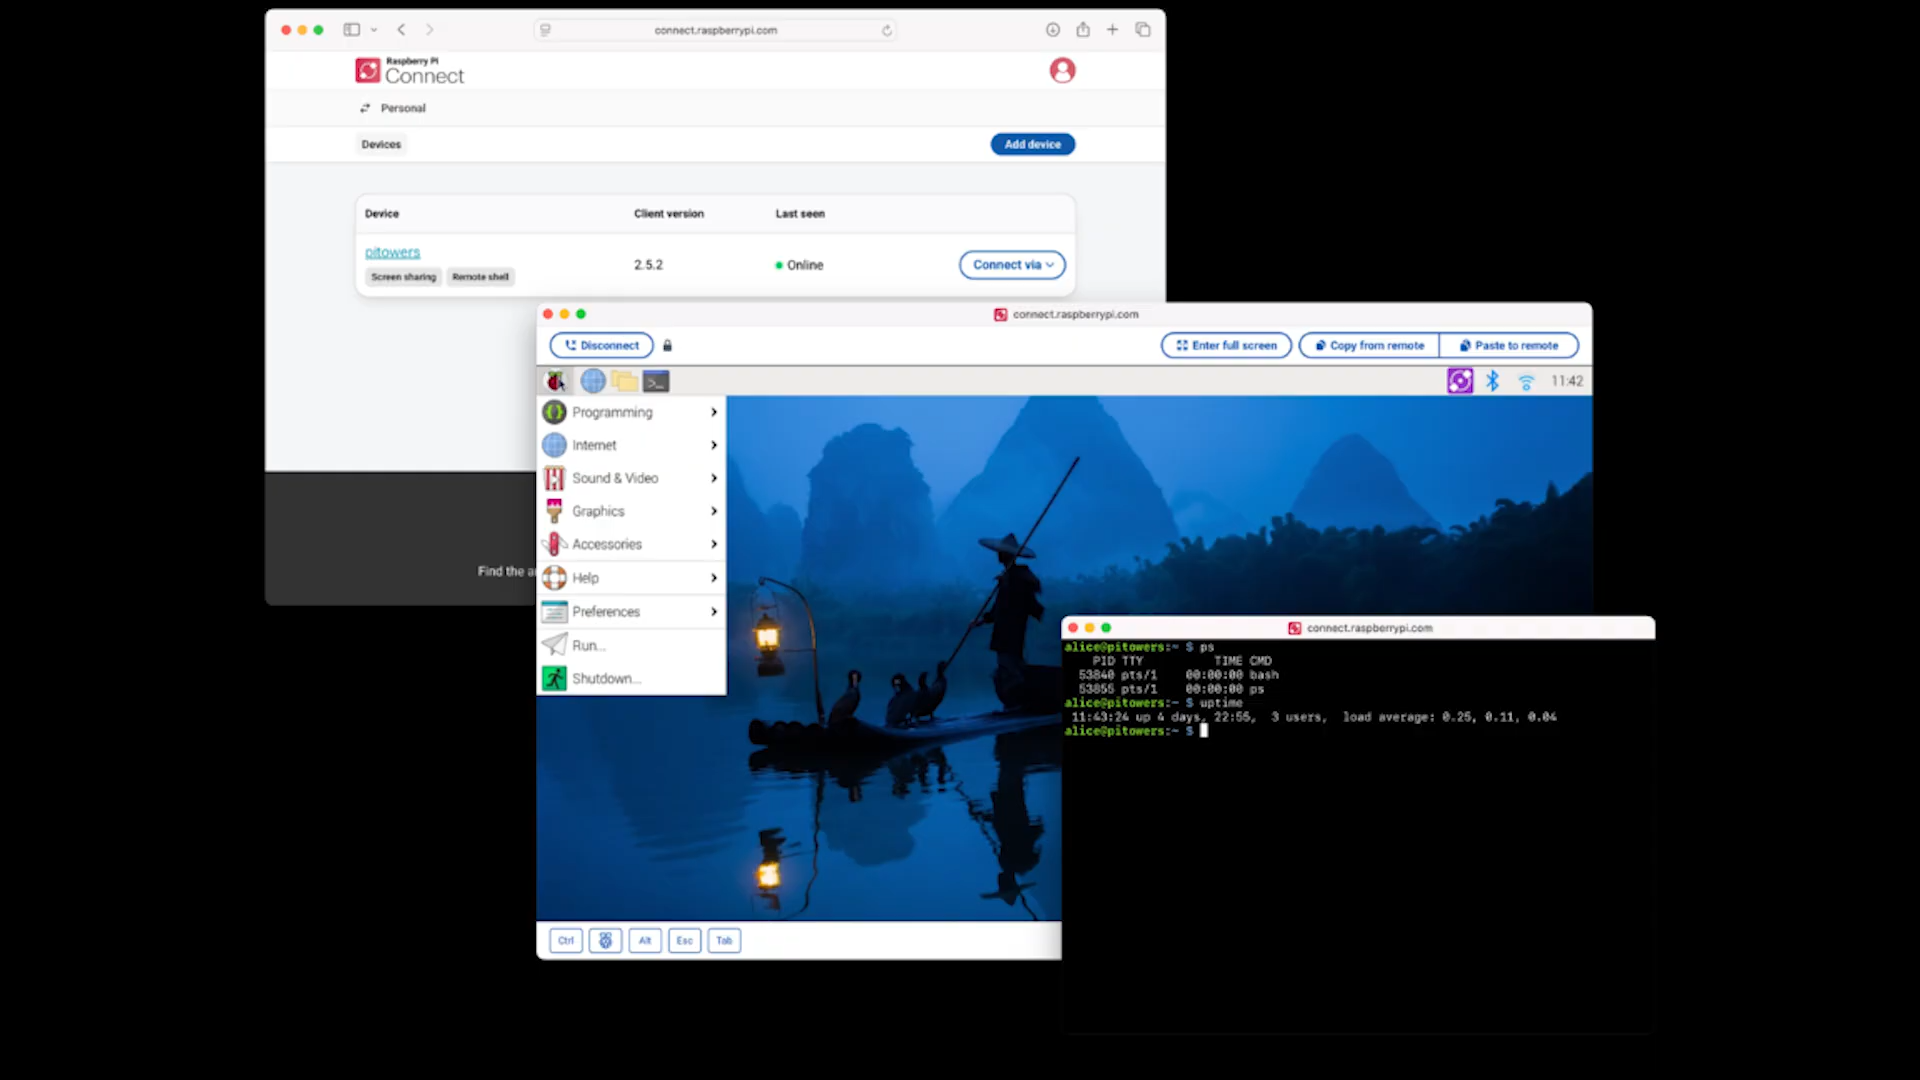 connect.raspberrypi.com
Raspberry Pi
Connect
Personal
Devices
Add device
Device Client version Last seen
pitowers
Screen sharing Remote shell
2.5.2
Online
Connect via
Find the a
connect.raspberrypi.com
Disconnect
Enter full screen
Copy from remote
Paste to remote
11:42
Programming
Internet
Sound & Video
Graphics
Accessories
Help
Preferences
Run...
Shutdown...
Ctrl Alt Esc Tab
connect.raspberrypi.com
alice@pitowers:~ $ ps
PID TTY TIME CMD
53840 pts/1 00:00:00 bash
53855 pts/1 00:00:00 ps
alice@pitowers:~ $ uptime
11:43:24 up 4 days, 22:55, 3 users, load average: 0.25, 0.11, 0.04
alice@pitowers:~ $